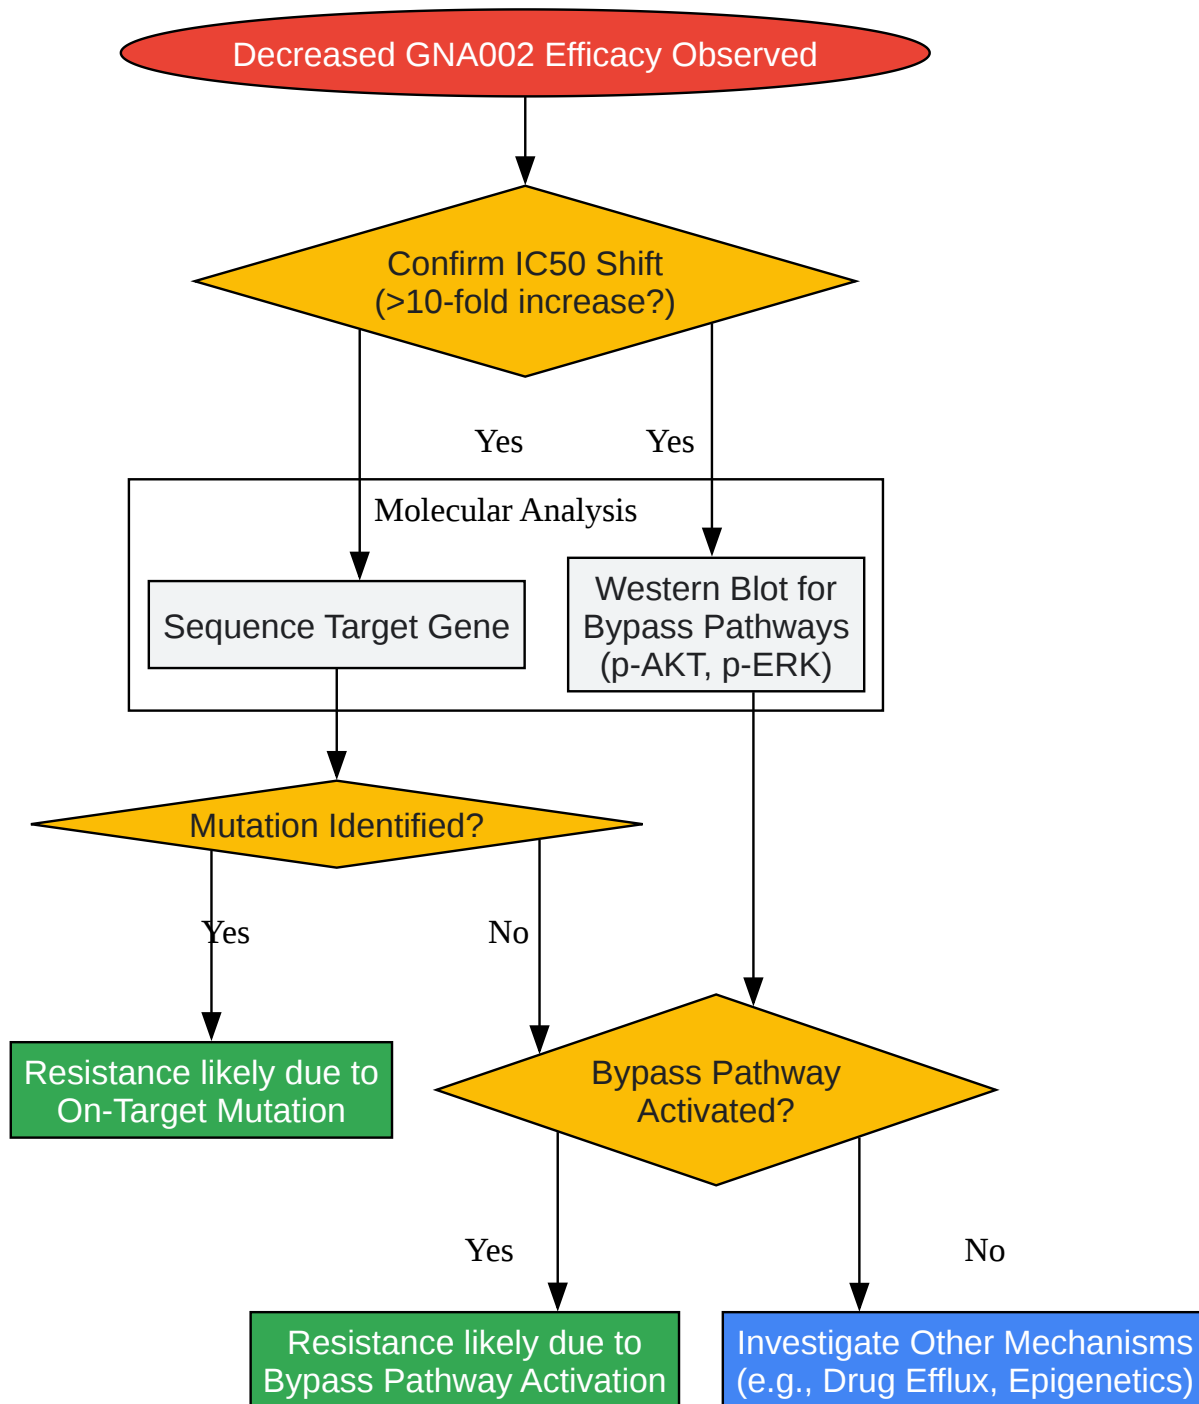 Decreased GNA002 Efficacy Observed
Confirm IC50 Shift
(>10-fold increase?)
Yes
Yes
Molecular Analysis
Sequence Target Gene
Western Blot for
Bypass Pathways
(p-AKT, p-ERK)
Mutation Identified?
Yes
No
Resistance likely due to
On-Target Mutation
Bypass Pathway
Activated?
Yes
No
Resistance likely due to
Bypass Pathway Activation
Investigate Other Mechanisms
(e.g., Drug Efflux, Epigenetics)